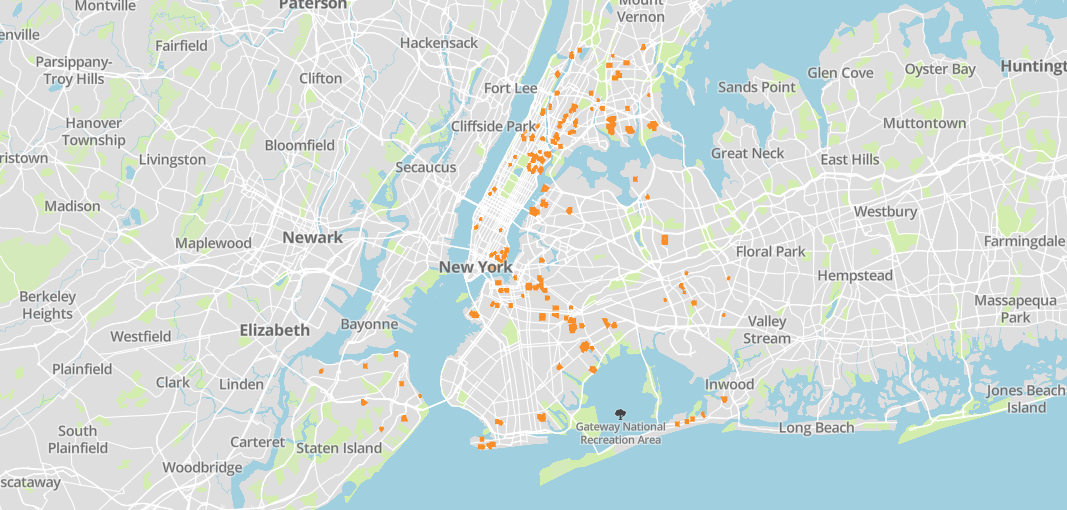 Montville
Paterson
Mount
Vernon
Fairfield
Hackensack
Parsippany-
Troy Hills
Clifton
Fort Lee
Sands Point
Glen Cove
Oyster Bay
Huntingt
Hanover
Township
Cliffside Park
Muttontown
ristown
Livingston
Bloomfield
Secaucus
Great Neck
East Hills
Madison
Maplewood
Newark
Westbury
Floral Park
Farmingdale
New York
Hempstead
Berkeley
Heights
Massapequa
Park
Westfield
Elizabeth
Bayonne
Valley
Stream
Plainfield
Clark
Linden
Inwood
Jones Beach
Island
South
Plainfield
Carteret
Staten Island
Gateway National
Recreation Area
Long Beach
Woodbridge
scataway